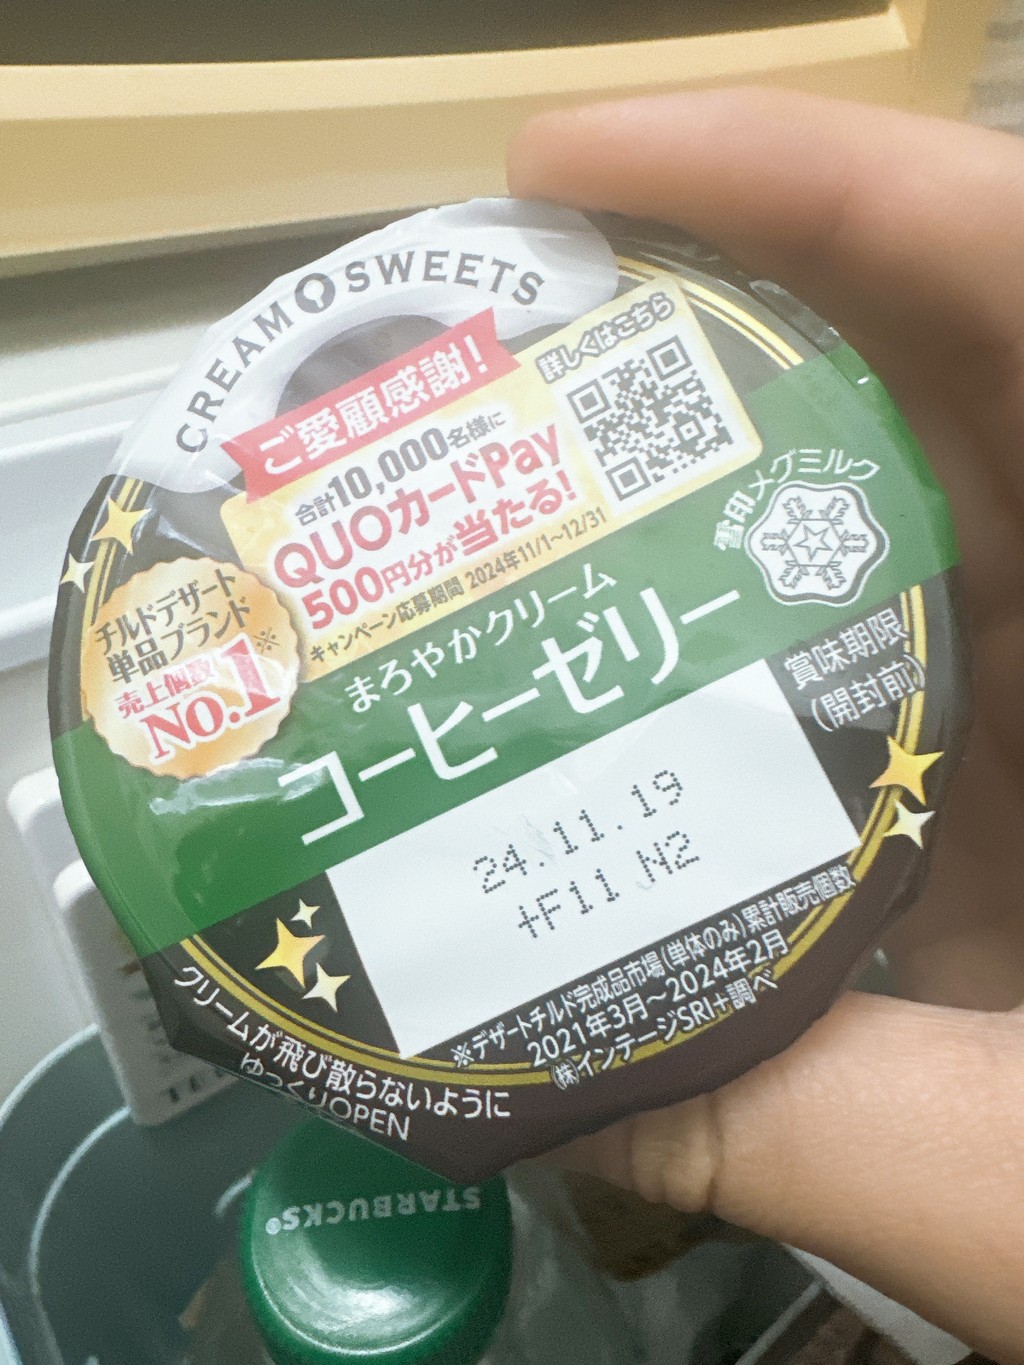 CREAM SWEETS
ご愛顧感謝!
詳しくはこちら
合計10,000名様に
QUOカードPay
500円分が当たる!
キャンペーン応募期間 2024年11/1~12/31
雪印メグミルク
チルドデザート
単品ブランド
売上個数※
No.1
まろやかクリーム
コーヒーゼリー
賞味期限
(開封前)
24.11.19
+F11 N2
※デザートチルド完成品市場(単体のみ)累計販売個数
2021年3月~2024年2月
㈱インテージSRI+調べ
クリームが飛び散らないように
ゆっくりOPEN
STARBUCKS®